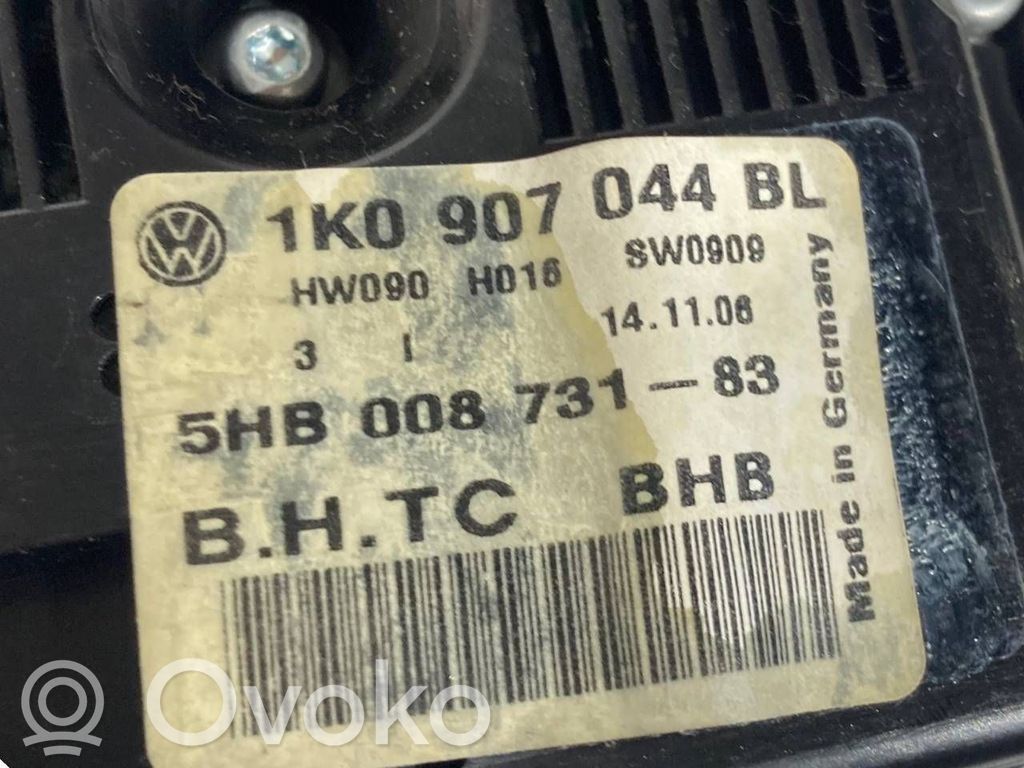 1K0 907 044 BL
HW090 H016 SW0909
3 I 14.11.06
5HB 008 731-83
B.H.TC BHB
Made in Germany
Ovoko